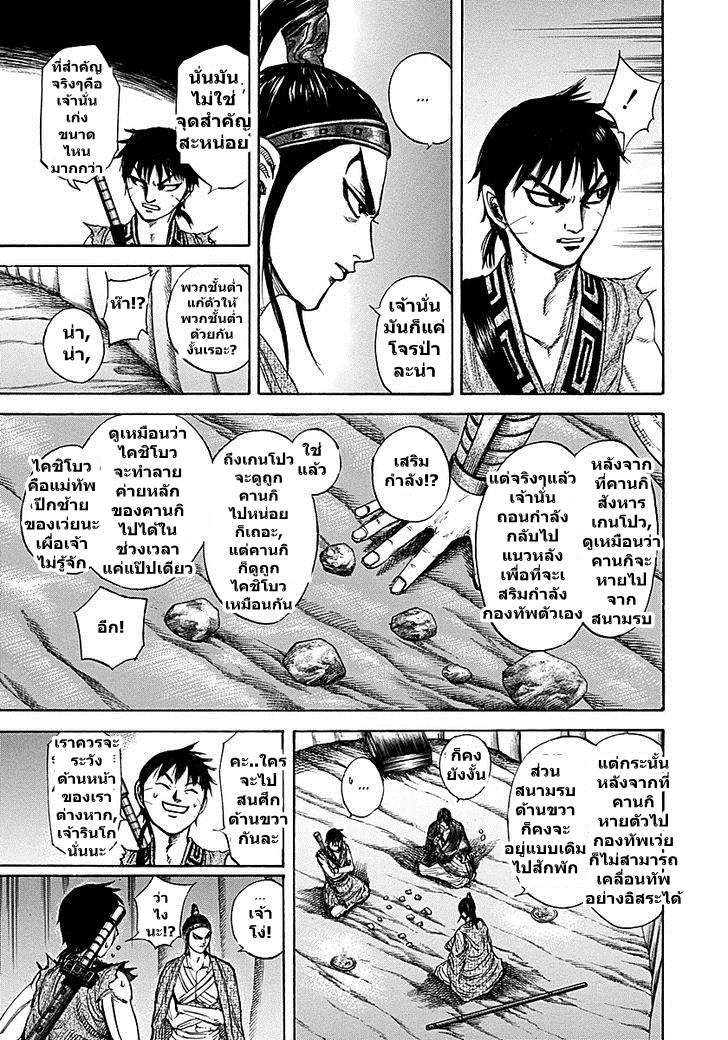 !
...
เจ้านั่น
มันก็แค่
โจรป่า
ละน่า
นั่นมัน
ไม่ใช่
จุดสำคัญ
สะหน่อย
ที่สำคัญ
จริงๆคือ
เจ้านั่น
เก่ง
ขนาด
ไหน
มากกว่า
พวกชั้นต่ำ
แก้ตัวให้
พวกชั้นต่ำ
ด้วยกัน
งั้นเรอะ?
ห๊า!?
น่า,
น่า,
หลังจาก
ที่คานกิ
สังหาร
เกนโปว,
ดูเหมือนว่า
คานกิจะ
หายไป
จาก
สนามรบ
แต่จริงๆแล้ว
เจ้านั่น
ถอนกำลัง
กลับไป
แนวหลัง
เพื่อที่จะเ
สริมกำลัง
กองทัพตัวเอง
เสริม
กำลัง!?
ใช่
แล้ว
ถึงเกนโปว
จะดูถูก
คานกิ
ไปหน่อย
ก็เถอะ,
แต่คานกิ
ก็ดูถูก
ไคชิโบว
เหมือนกัน
ดูเหมือนว่า
ไคชิโบว
จะทำลาย
ค่ายหลัก
ของคานกิ
ไปได้ใน
ช่วงเวลา
แค่แป๊ปเดียว
ไคชิโบว
คือแม่ทัพ
ปีกซ้าย
ของเว่ยนะ
เผื่อเจ้า
ไม่รู้จัก
อีก!
แต่กระนั้น
หลังจากที่
คานกิ
หายตัวไป
กองทัพเว่ย
ก็ไม่สามารถ
เคลื่อนทัพ
อย่างอิสระได้
ส่วน
สนามรบ
ด้านขวา
ก็คงจะ
อยู่แบบเดิม
ไปสักพัก
ก็คง
ยังงั้น
...
คะ..ใคร
จะไป
สนศึก
ด้านขวา
กันละ
เราควรจะ
ระวัง
ด้านหน้า
ของเรา
ต่างหาก,
เจ้ารินโก
นั่นนะ
...
เจ้า
โง่!
ว่า
ไง
นะ!?